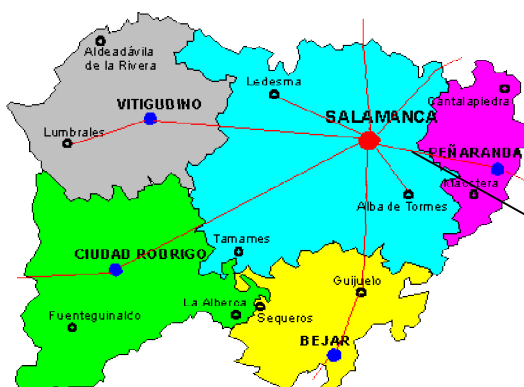 Aldeadávila
de la Rivera
Ledesma
Cantalapiedra
VITIGUDINO
SALAMANCA
Lumbrales
PEÑARANDA
Macotera
Alba de Tormes
Tamames
CIUDAD RODRIGO
Guijuelo
La Alberca
Sequeros
Fuenteguinaldo
BEJAR